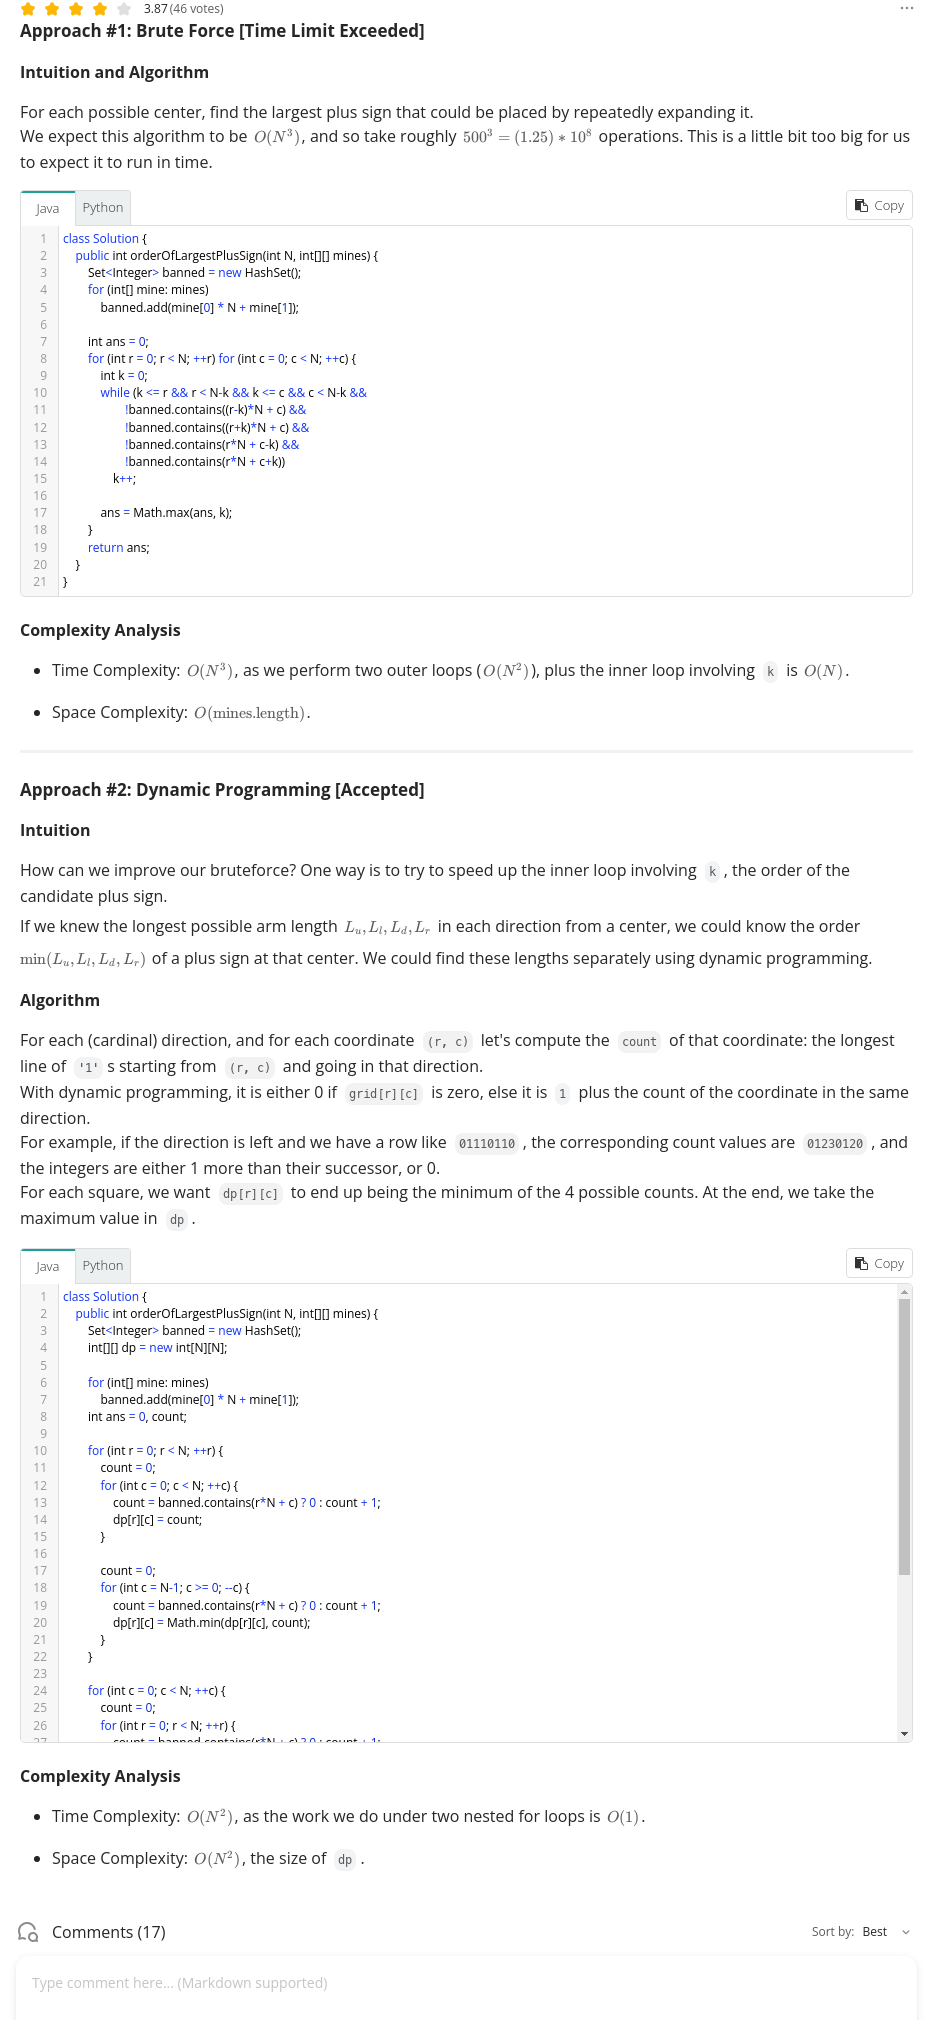 3.87 (46 votes)
Approach #1: Brute Force [Time Limit Exceeded]
Intuition and Algorithm
For each possible center, find the largest plus sign that could be placed by repeatedly expanding it.
We expect this algorithm to be O(N³), and so take roughly 500³ = (1.25) * 10⁸ operations. This is a little bit too big for us
to expect it to run in time.
Java Python Copy
1 class Solution {
2 public int orderOfLargestPlusSign(int N, int[][] mines) {
3 Set<Integer> banned = new HashSet();
4 for (int[] mine: mines)
5 banned.add(mine[0] * N + mine[1]);
6
7 int ans = 0;
8 for (int r = 0; r < N; ++r) for (int c = 0; c < N; ++c) {
9 int k = 0;
10 while (k <= r && r < N-k && k <= c && c < N-k &&
11 !banned.contains((r-k)*N + c) &&
12 !banned.contains((r+k)*N + c) &&
13 !banned.contains(r*N + c-k) &&
14 !banned.contains(r*N + c+k))
15 k++;
16
17 ans = Math.max(ans, k);
18 }
19 return ans;
20 }
21 }
Complexity Analysis
• Time Complexity: O(N³), as we perform two outer loops (O(N²)), plus the inner loop involving k is O(N).
• Space Complexity: O(mines.length).
Approach #2: Dynamic Programming [Accepted]
Intuition
How can we improve our bruteforce? One way is to try to speed up the inner loop involving k , the order of the
candidate plus sign.
If we knew the longest possible arm length Lᵤ, Lₗ, L_d, Lᵣ in each direction from a center, we could know the order
min(Lᵤ, Lₗ, L_d, Lᵣ) of a plus sign at that center. We could find these lengths separately using dynamic programming.
Algorithm
For each (cardinal) direction, and for each coordinate (r, c) let's compute the count of that coordinate: the longest
line of '1' s starting from (r, c) and going in that direction.
With dynamic programming, it is either 0 if grid[r][c] is zero, else it is 1 plus the count of the coordinate in the same
direction.
For example, if the direction is left and we have a row like 01110110 , the corresponding count values are 01230120 , and
the integers are either 1 more than their successor, or 0.
For each square, we want dp[r][c] to end up being the minimum of the 4 possible counts. At the end, we take the
maximum value in dp .
Java Python Copy
1 class Solution {
2 public int orderOfLargestPlusSign(int N, int[][] mines) {
3 Set<Integer> banned = new HashSet();
4 int[][] dp = new int[N][N];
5
6 for (int[] mine: mines)
7 banned.add(mine[0] * N + mine[1]);
8 int ans = 0, count;
9
10 for (int r = 0; r < N; ++r) {
11 count = 0;
12 for (int c = 0; c < N; ++c) {
13 count = banned.contains(r*N + c) ? 0 : count + 1;
14 dp[r][c] = count;
15 }
16
17 count = 0;
18 for (int c = N-1; c >= 0; --c) {
19 count = banned.contains(r*N + c) ? 0 : count + 1;
20 dp[r][c] = Math.min(dp[r][c], count);
21 }
22 }
23
24 for (int c = 0; c < N; ++c) {
25 count = 0;
26 for (int r = 0; r < N; ++r) {
27 count = banned.contains(r*N + c) ? 0 : count + 1;
Complexity Analysis
• Time Complexity: O(N²), as the work we do under two nested for loops is O(1).
• Space Complexity: O(N²), the size of dp .
Comments (17) Sort by: Best
Type comment here... (Markdown supported)